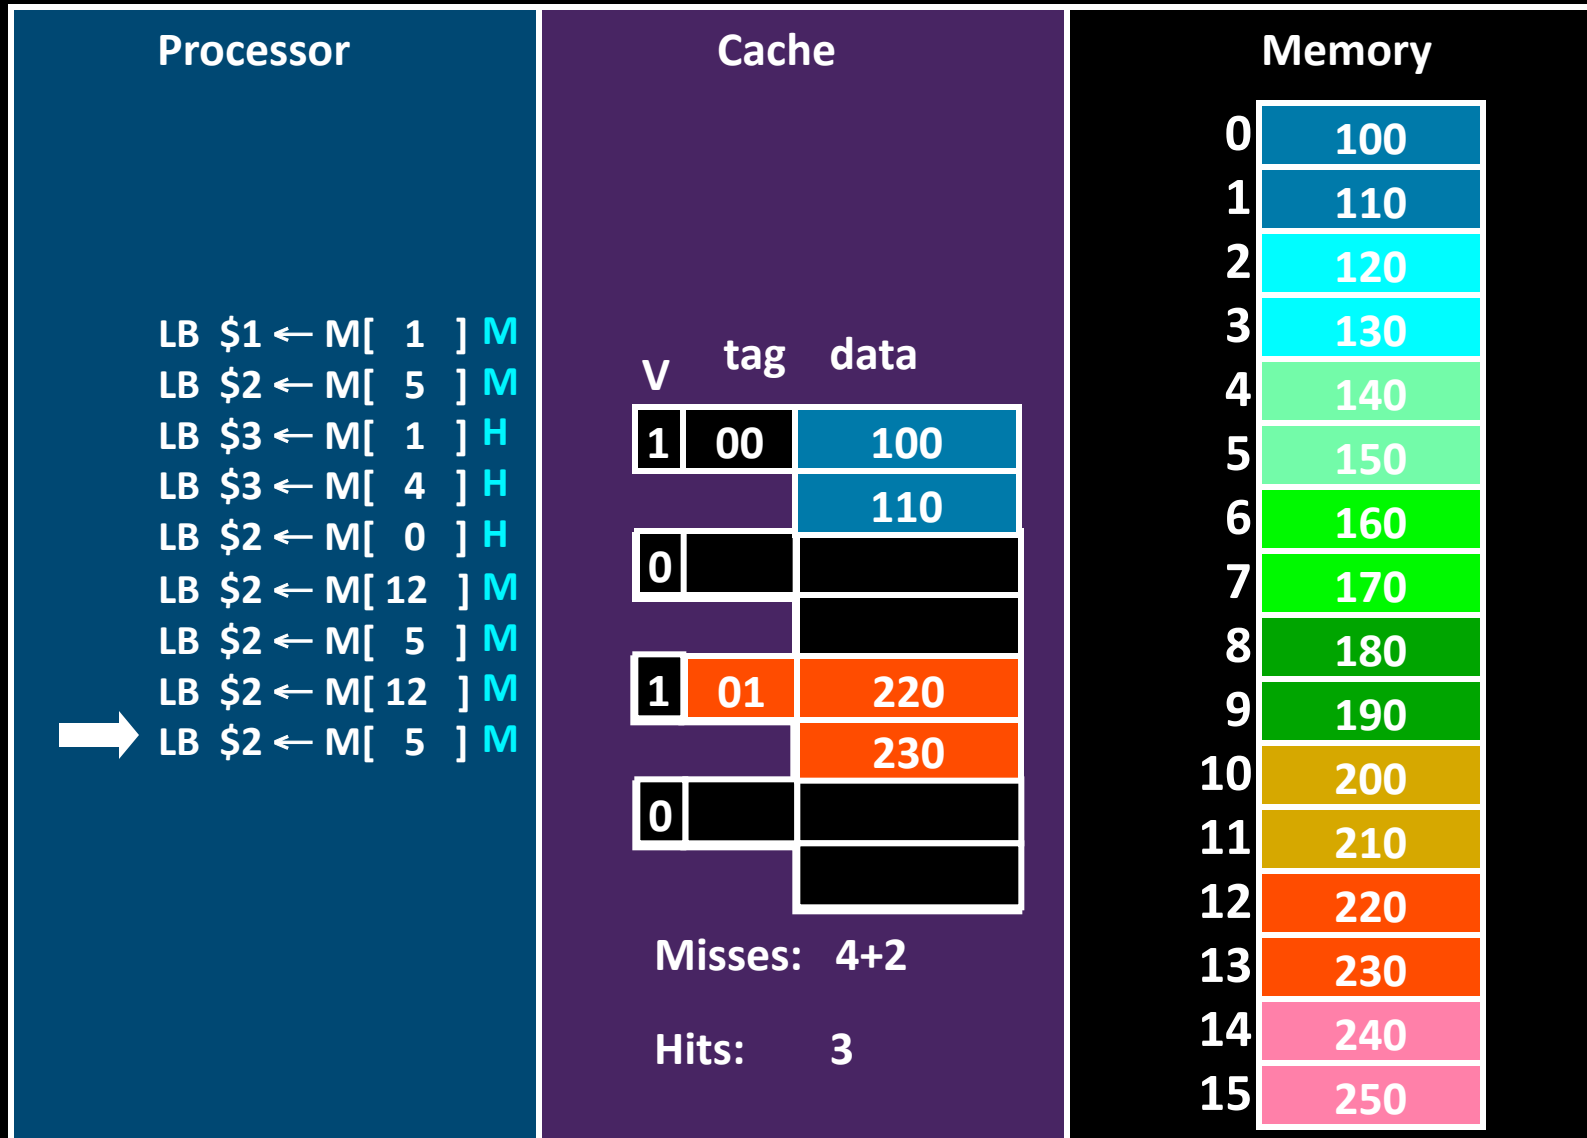 Processor
LB $1 ← M[ 1 ] M
LB $2 ← M[ 5 ] M
LB $3 ← M[ 1 ] H
LB $3 ← M[ 4 ] H
LB $2 ← M[ 0 ] H
LB $2 ← M[ 12 ] M
LB $2 ← M[ 5 ] M
LB $2 ← M[ 12 ] M
LB $2 ← M[ 5 ] M
Cache
V tag data
1 00 100
110
0
1 01 220
230
0
Misses: 4+2
Hits: 3
Memory
0 100
1 110
2 120
3 130
4 140
5 150
6 160
7 170
8 180
9 190
10 200
11 210
12 220
13 230
14 240
15 250